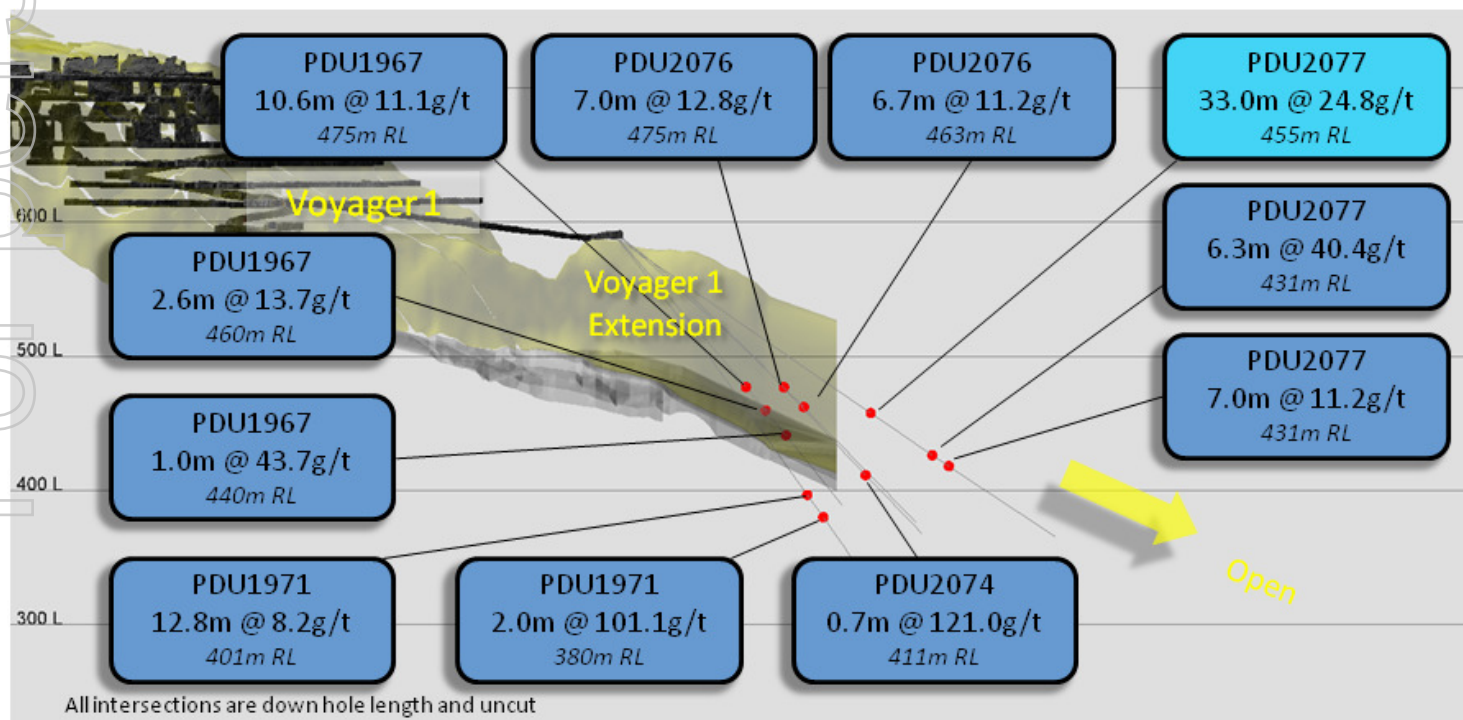 PDU1967
10.6m @ 11.1g/t
475m RL
PDU2076
7.0m @ 12.8g/t
475m RL
PDU2076
6.7m @ 11.2g/t
463m RL
PDU2077
33.0m @ 24.8g/t
455m RL
Voyager 1
600 L
PDU2077
6.3m @ 40.4g/t
431m RL
PDU1967
2.6m @ 13.7g/t
460m RL
Voyager 1
Extension
500 L
PDU2077
7.0m @ 11.2g/t
431m RL
PDU1967
1.0m @ 43.7g/t
440m RL
400 L
Open
PDU1971
12.8m @ 8.2g/t
401m RL
PDU1971
2.0m @ 101.1g/t
380m RL
PDU2074
0.7m @ 121.0g/t
411m RL
300 L
All intersections are down hole length and uncut